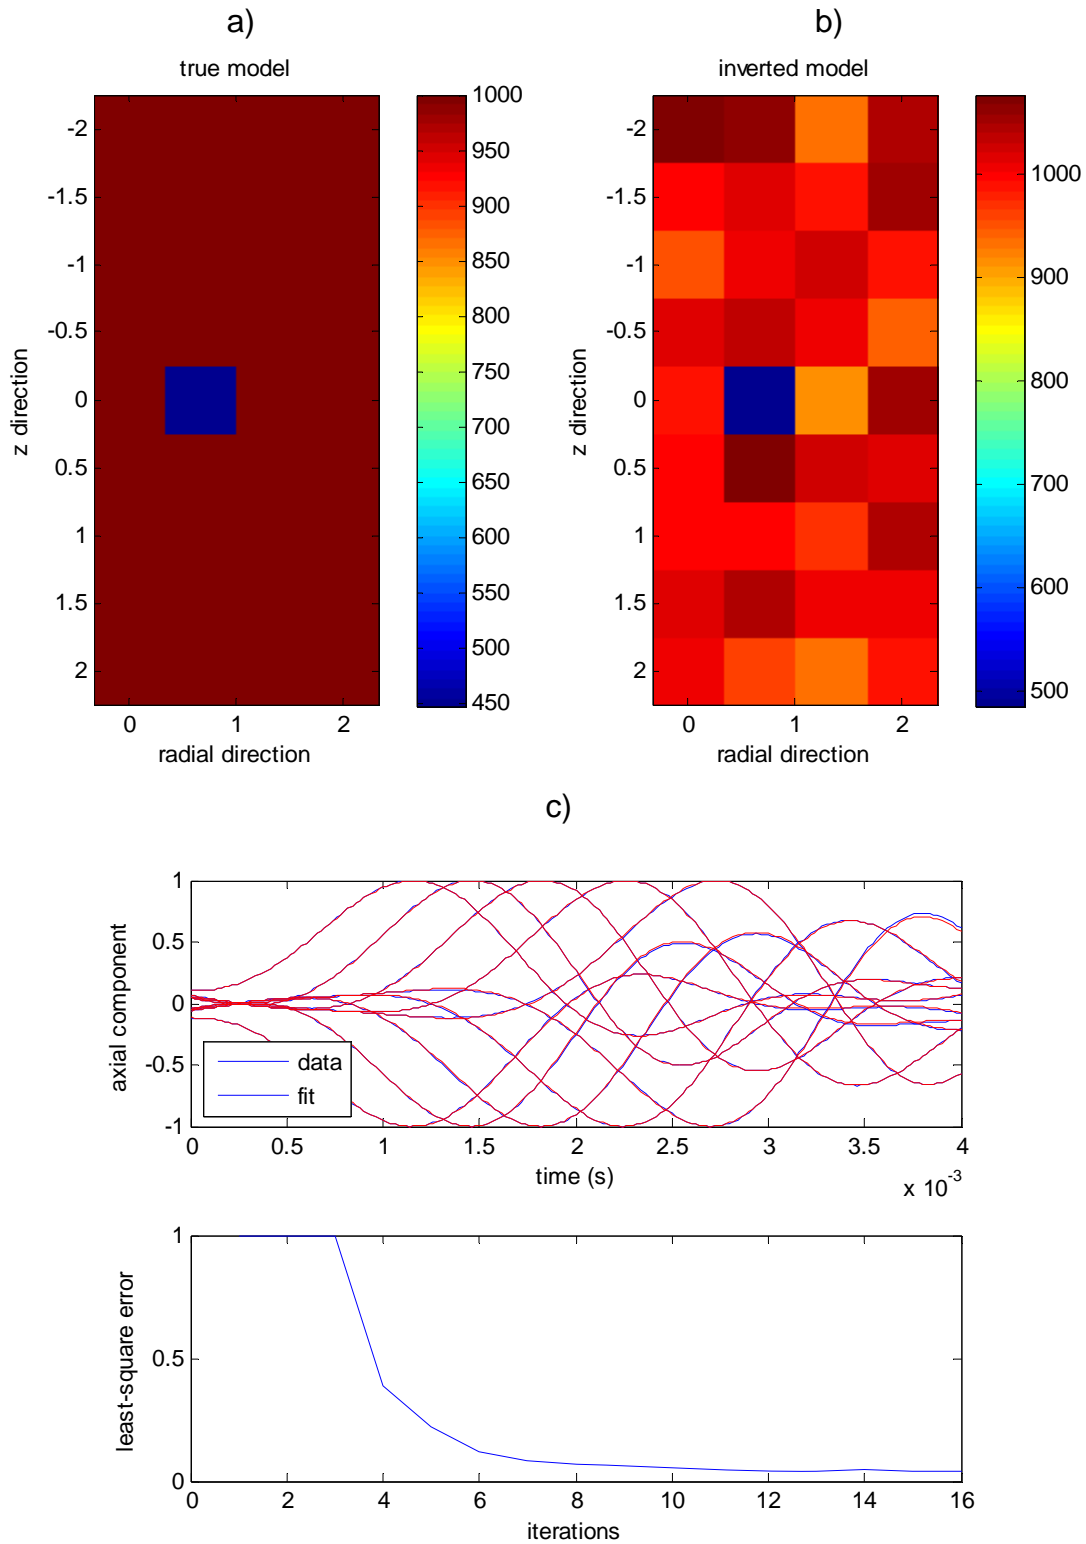 a)
b)
true model
inverted model
-2
-1.5
-1
-0.5
0
0.5
1
1.5
2
z direction
0 1 2
radial direction
1000
950
900
850
800
750
700
650
600
550
500
450
-2
-1.5
-1
-0.5
0
0.5
1
1.5
2
z direction
0 1 2
radial direction
1000
900
800
700
600
500
c)
1
0.5
0
-0.5
-1
axial component
data
fit
0 0.5 1 1.5 2 2.5 3 3.5 4
time (s)
x 10-3
1
0.5
0
least-square error
0 2 4 6 8 10 12 14 16
iterations